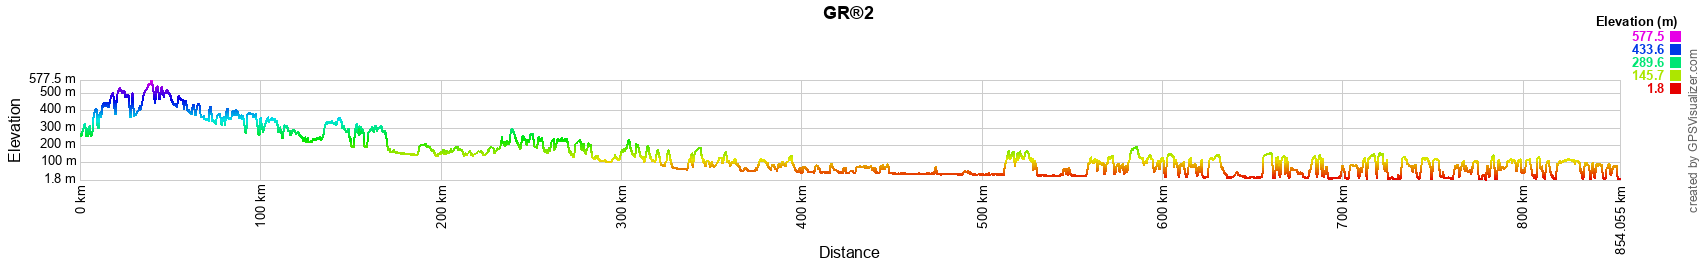 GR®2
Elevation (m)
577.5
433.6
289.6
145.7
1.8
577.5 m
500 m
400 m
300 m
200 m
100 m
1.8 m
Elevation
0 km
100 km
200 km
300 km
400 km
500 km
600 km
700 km
800 km
854.055 km
Distance
created by GPSVisualizer.com